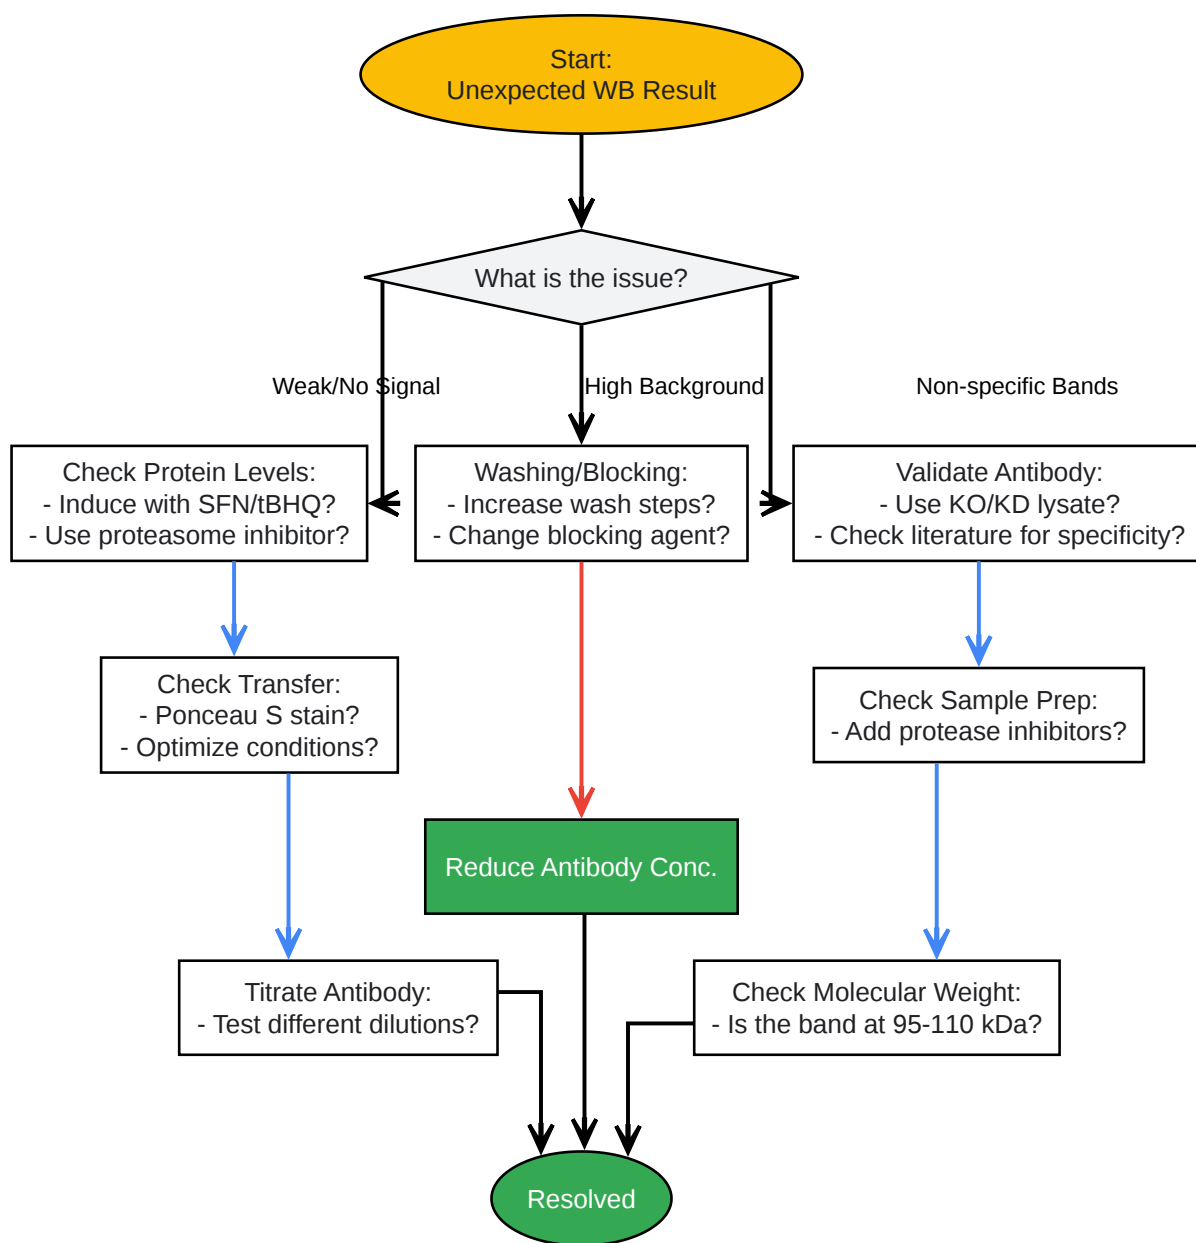 Start:
Unexpected WB Result
What is the issue?
Weak/No Signal
High Background
Non-specific Bands
Check Protein Levels:
- Induce with SFN/tBHQ?
- Use proteasome inhibitor?
Washing/Blocking:
- Increase wash steps?
- Change blocking agent?
Validate Antibody:
- Use KO/KD lysate?
- Check literature for specificity?
Check Transfer:
- Ponceau S stain?
- Optimize conditions?
Check Sample Prep:
- Add protease inhibitors?
Reduce Antibody Conc.
Titrate Antibody:
- Test different dilutions?
Check Molecular Weight:
- Is the band at 95-110 kDa?
Resolved